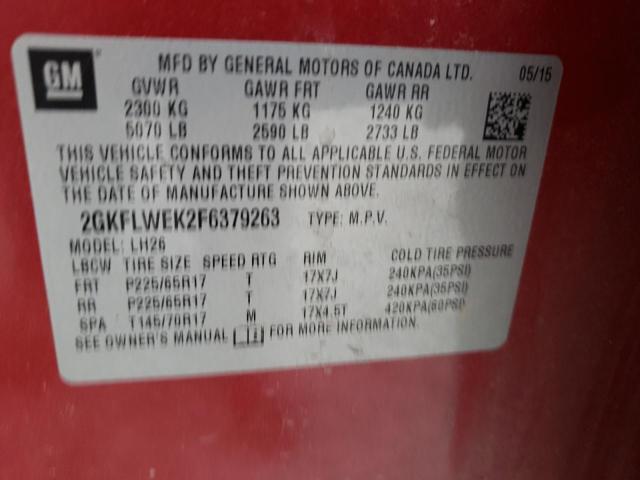 GM
MFD BY GENERAL MOTORS OF CANADA LTD. 05/15
GVWR GAWR FRT GAWR RR
2300 KG 1175 KG 1240 KG
5070 LB 2590 LB 2733 LB
THIS VEHICLE CONFORMS TO ALL APPLICABLE U.S. FEDERAL MOTOR
VEHICLE SAFETY AND THEFT PREVENTION STANDARDS IN EFFECT ON
THE DATE OF MANUFACTURE SHOWN ABOVE.
2GKFLWEK2F6379263 TYPE: M.P.V.
MODEL: LH26
LBCW TIRE SIZE SPEED RTG RIM COLD TIRE PRESSURE
FRT P225/65R17 T 17X7J 240KPA(35PSI)
RR P225/65R17 T 17X7J 240KPA(35PSI)
SPA T145/70R17 M 17X4.5T 420KPA(60PSI)
SEE OWNER'S MANUAL FOR MORE INFORMATION.